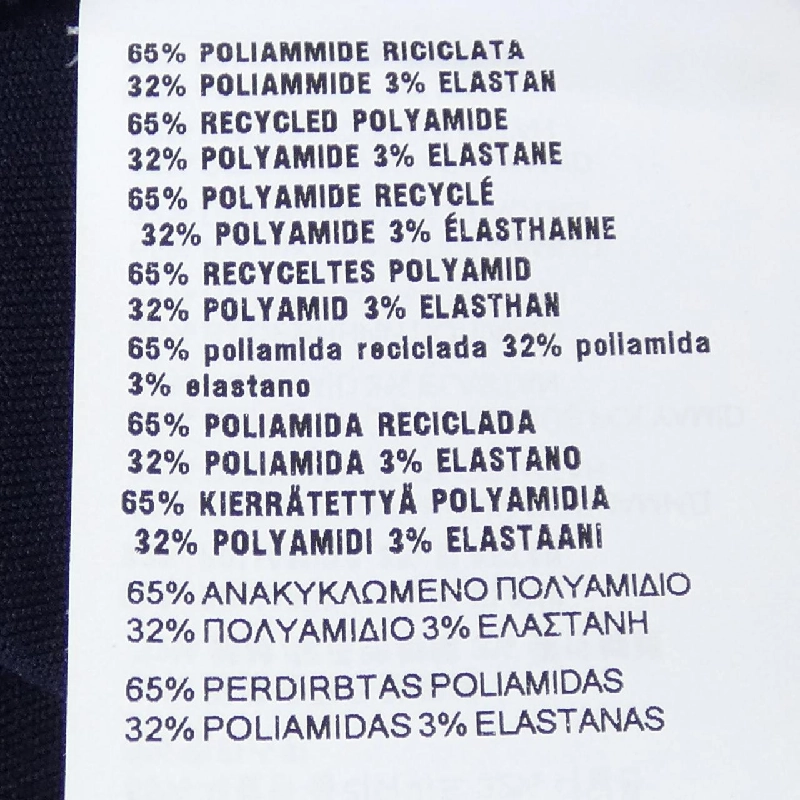 65% POLIAMMIDE RICICLATA
32% POLIAMMIDE 3% ELASTAN
65% RECYCLED POLYAMIDE
32% POLYAMIDE 3% ELASTANE
65% POLYAMIDE RECYCLÉ
32% POLYAMIDE 3% ÉLASTHANNE
65% RECYCELTES POLYAMID
32% POLYAMID 3% ELASTHAN
65% poliamida reciclada 32% poliamida
3% elastano
65% POLIAMIDA RECICLADA
32% POLIAMIDA 3% ELASTANO
65% KIERRÄTETTYÄ POLYAMIDIA
32% POLYAMIDI 3% ELASTAANI
65% ΑΝΑΚΥΚΛΩΜΕΝΟ ΠΟΛΥΑΜΙΔΙΟ
32% ΠΟΛΥΑΜΙΔΙΟ 3% ΕΛΑΣΤΑΝΗ
65% PERDIRBTAS POLIAMIDAS
32% POLIAMIDAS 3% ELASTANAS